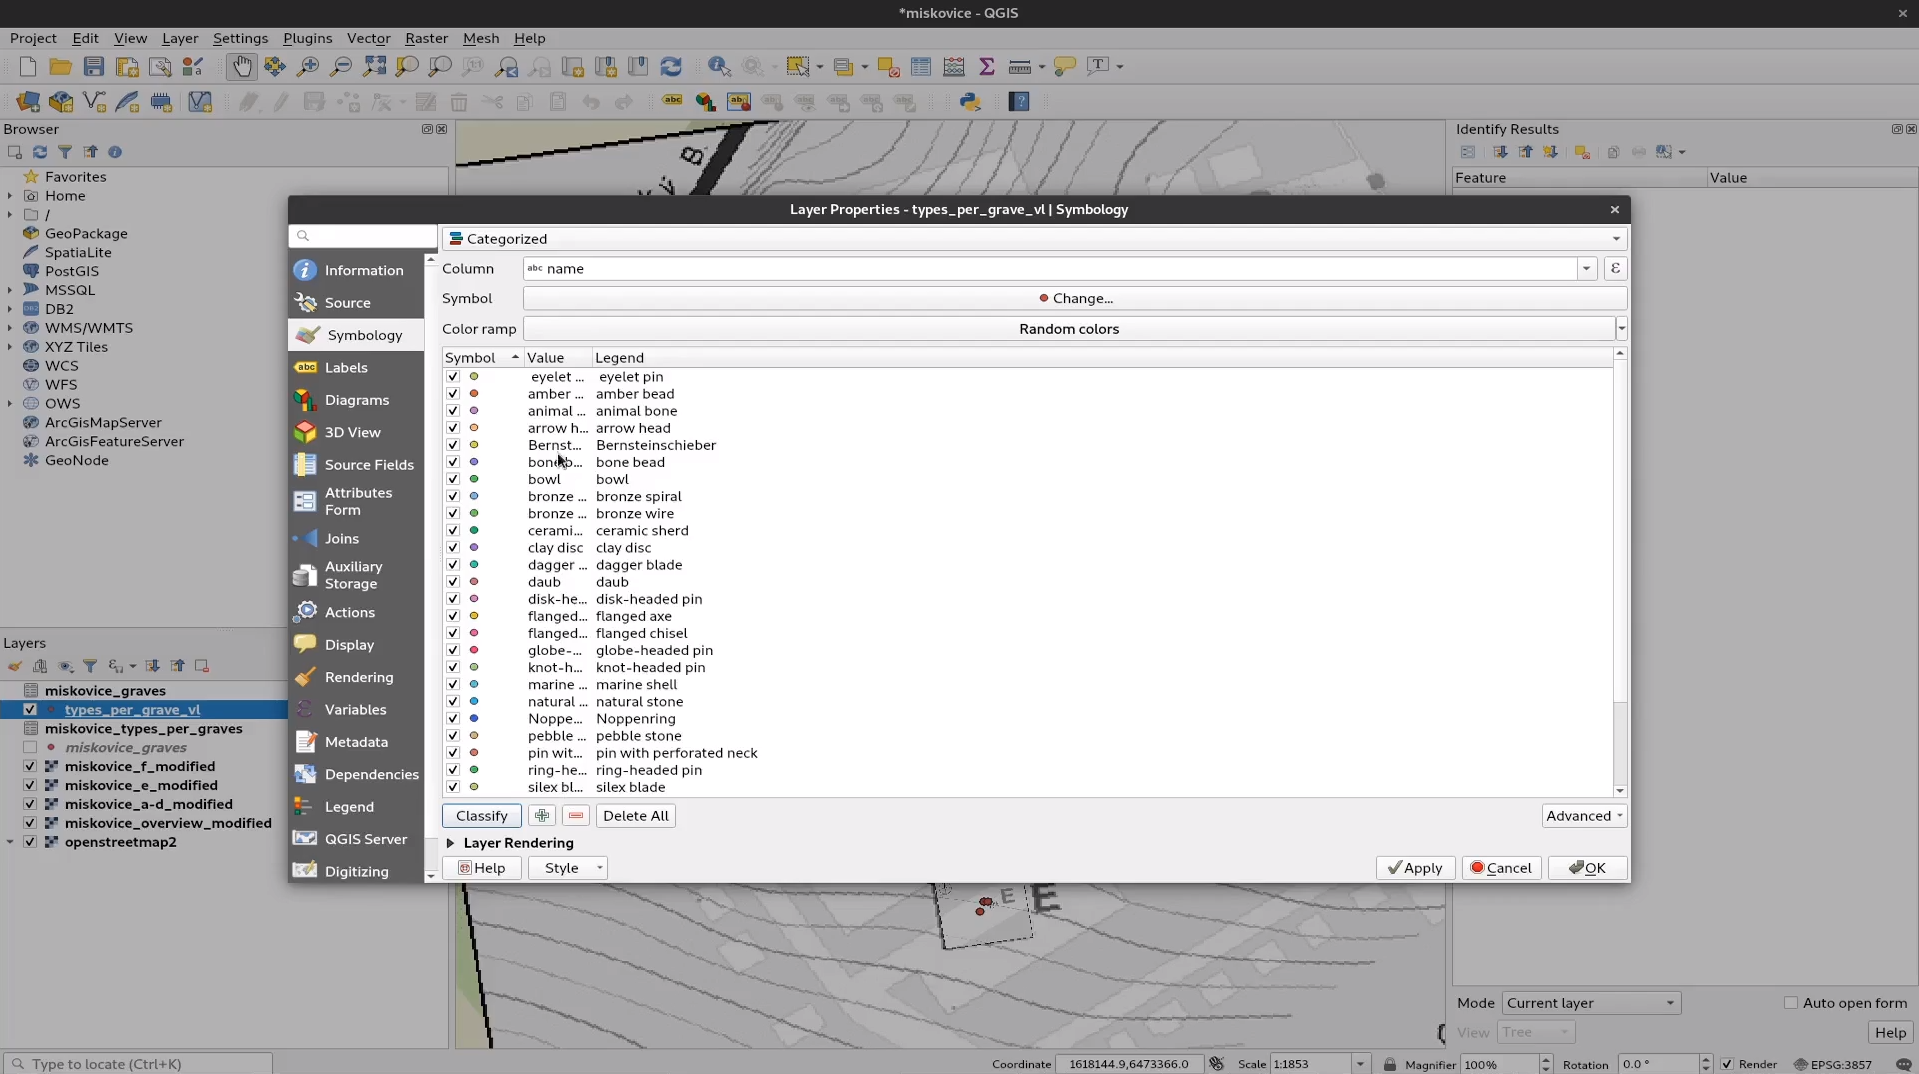 *miskovice - QGIS
Project Edit View Layer Settings Plugins Vector Raster Mesh Help
Browser
Favorites
Home
/
GeoPackage
SpatiaLite
PostGIS
MSSQL
DB2
WMS/WMTS
XYZ Tiles
WCS
WFS
OWS
ArcGisMapServer
ArcGisFeatureServer
GeoNode
Layers
miskovice_graves
types_per_grave_vl
miskovice_types_per_graves
miskovice_graves
miskovice_f_modified
miskovice_e_modified
miskovice_a-d_modified
miskovice_overview_modified
openstreetmap2
B
Layer Properties - types_per_grave_vl | Symbology
Information
Source
Symbology
Labels
Diagrams
3D View
Source Fields
Attributes Form
Joins
Auxiliary Storage
Actions
Display
Rendering
Variables
Metadata
Dependencies
Legend
QGIS Server
Digitizing
Categorized
Column abc name ε
Symbol Change...
Color ramp Random colors
Symbol Value Legend
eyelet ... eyelet pin
amber ... amber bead
animal ... animal bone
arrow h... arrow head
Bernst... Bernsteinschieber
bone b... bone bead
bowl bowl
bronze ... bronze spiral
bronze ... bronze wire
cerami... ceramic sherd
clay disc clay disc
dagger ... dagger blade
daub daub
disk-he... disk-headed pin
flanged... flanged axe
flanged... flanged chisel
globe-... globe-headed pin
knot-h... knot-headed pin
marine ... marine shell
natural ... natural stone
Noppe... Noppenring
pebble ... pebble stone
pin wit... pin with perforated neck
ring-he... ring-headed pin
silex bl... silex blade
Classify Delete All Advanced
Layer Rendering
Help Style Apply Cancel OK
E E
Identify Results
Feature Value
Mode Current layer Auto open form
View Tree Help
Type to locate (Ctrl+K) Coordinate 1618144.9,6473366.0 Scale 1:1853 Magnifier 100% Rotation 0.0 ° Render EPSG:3857